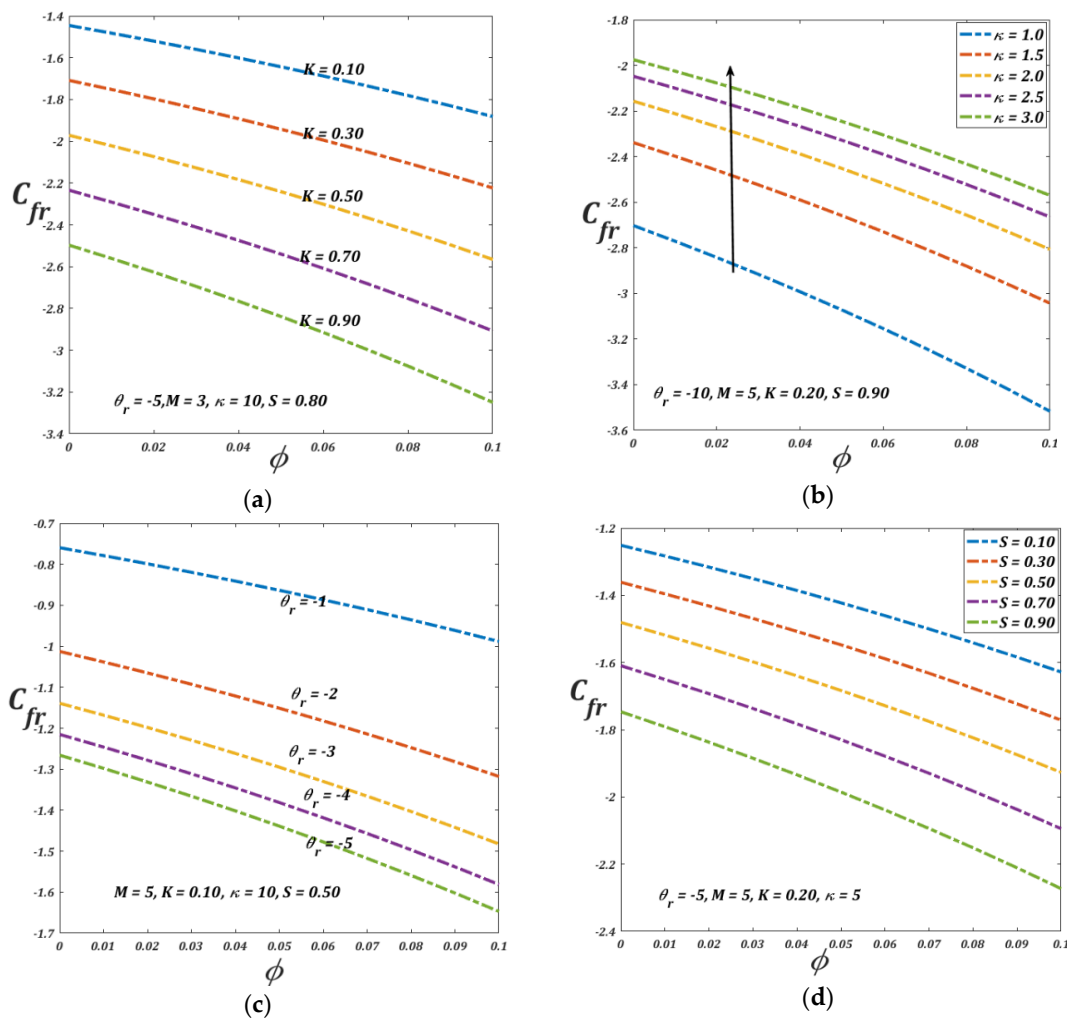 -1.4
-1.6
-1.8
-2
-2.2
-2.4
-2.6
-2.8
-3
-3.2
-3.4
C_fr
K = 0.10
K = 0.30
K = 0.50
K = 0.70
K = 0.90
θ_r = -5, M = 3, κ = 10, S = 0.80
0 0.02 0.04 0.06 0.08 0.1
ϕ
(a)
-1.8
-2
-2.2
-2.4
-2.6
-2.8
-3
-3.2
-3.4
-3.6
C_fr
κ = 1.0
κ = 1.5
κ = 2.0
κ = 2.5
κ = 3.0
θ_r = -10, M = 5, K = 0.20, S = 0.90
0 0.02 0.04 0.06 0.08 0.1
ϕ
(b)
-0.7
-0.8
-0.9
-1
-1.1
-1.2
-1.3
-1.4
-1.5
-1.6
-1.7
C_fr
θ_r = -1
θ_r = -2
θ_r = -3
θ_r = -4
θ_r = -5
M = 5, K = 0.10, κ = 10, S = 0.50
0 0.01 0.02 0.03 0.04 0.05 0.06 0.07 0.08 0.09 0.1
ϕ
(c)
-1.2
-1.4
-1.6
-1.8
-2
-2.2
-2.4
C_fr
S = 0.10
S = 0.30
S = 0.50
S = 0.70
S = 0.90
θ_r = -5, M = 5, K = 0.20, κ = 5
0 0.01 0.02 0.03 0.04 0.05 0.06 0.07 0.08 0.09 0.1
ϕ
(d)